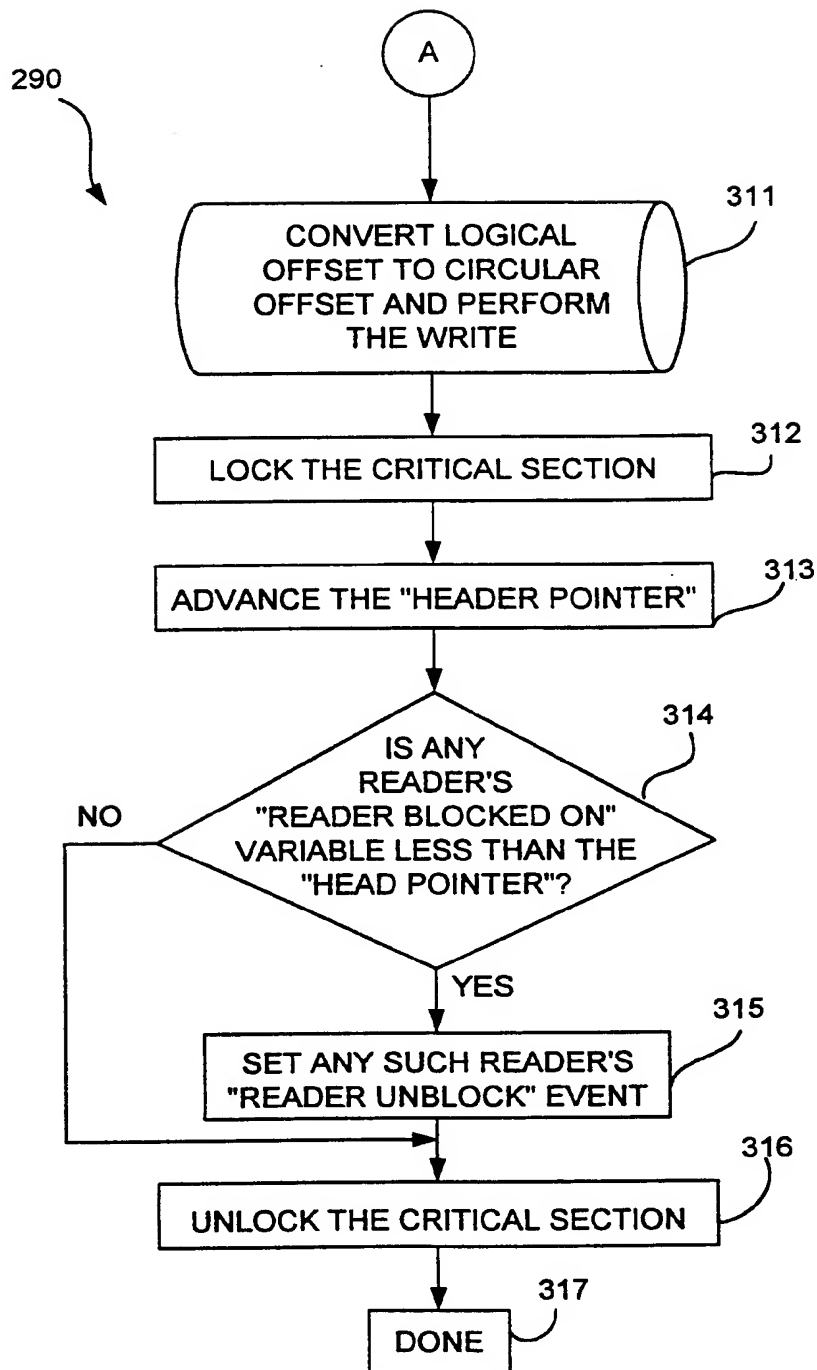 A
290
311
CONVERT LOGICAL
OFFSET TO CIRCULAR
OFFSET AND PERFORM
THE WRITE
312
LOCK THE CRITICAL SECTION
313
ADVANCE THE "HEADER POINTER"
314
IS ANY
READER'S
"READER BLOCKED ON"
VARIABLE LESS THAN THE
"HEAD POINTER"?
NO
YES
315
SET ANY SUCH READER'S
"READER UNBLOCK" EVENT
316
UNLOCK THE CRITICAL SECTION
317
DONE